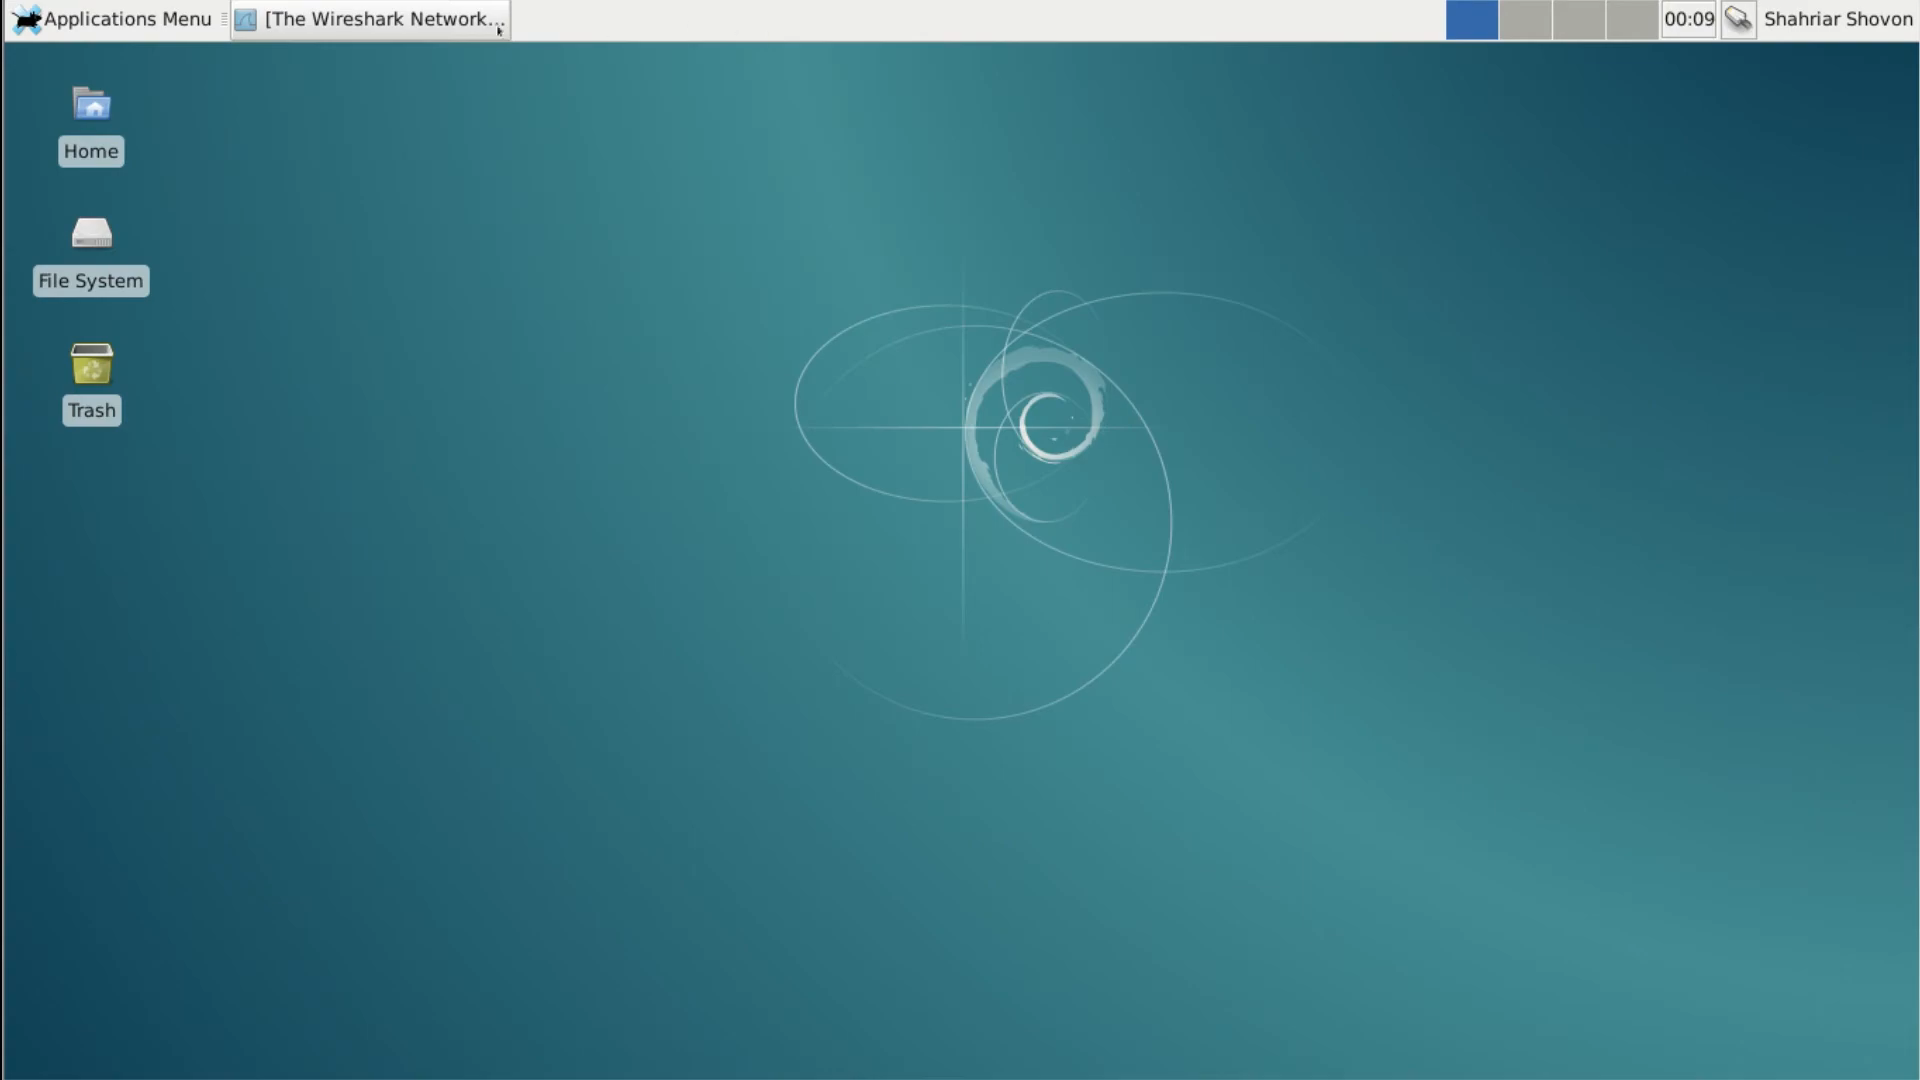 Applications Menu
[The Wireshark Network...
00:09
Shahriar Shovon
Home
File System
Trash